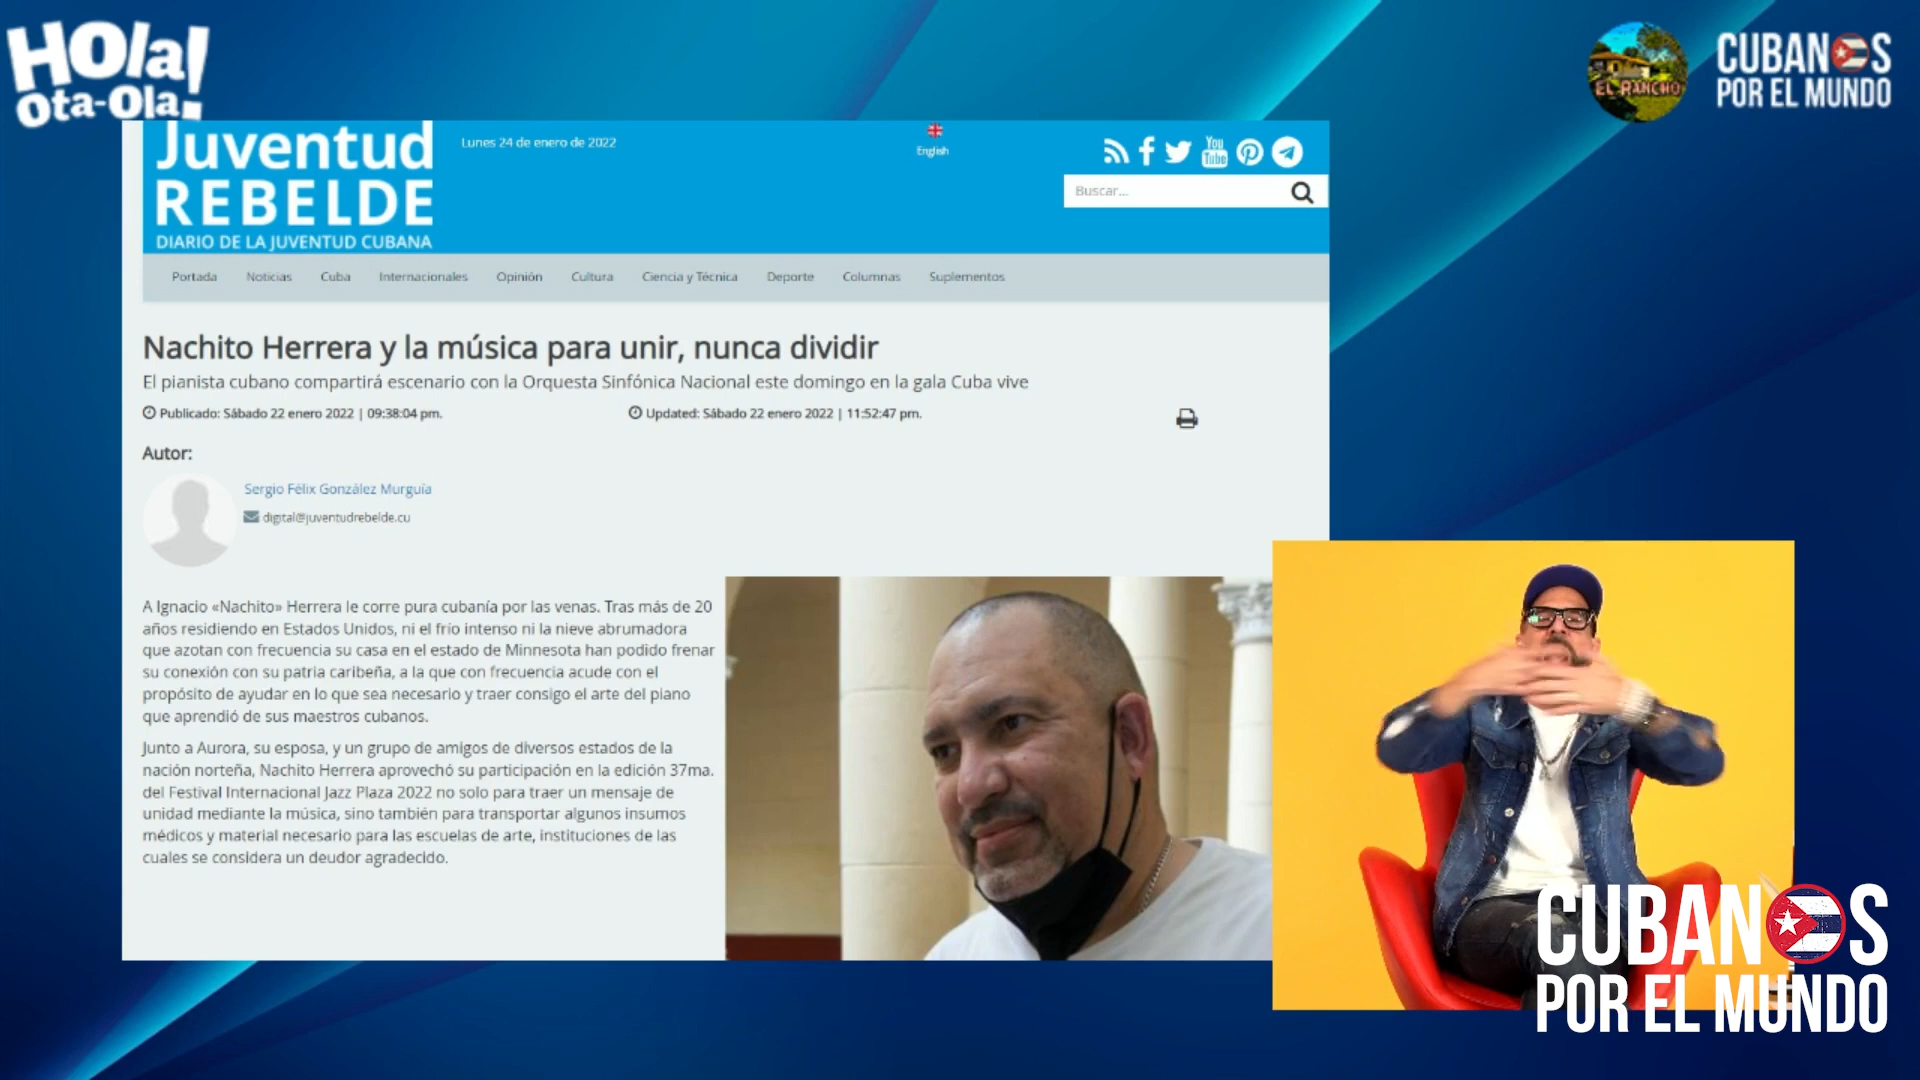 Hola!
Ota-Ola!
EL RANCHO
CUBANOS
POR EL MUNDO
Juventud
REBELDE
DIARIO DE LA JUVENTUD CUBANA
Lunes 24 de enero de 2022
English
You
Tube
Buscar...
Portada Noticias Cuba Internacionales Opinión Cultura Ciencia y Técnica Deporte Columnas Suplementos
Nachito Herrera y la música para unir, nunca dividir
El pianista cubano compartirá escenario con la Orquesta Sinfónica Nacional este domingo en la gala Cuba vive
Publicado: Sábado 22 enero 2022 | 09:38:04 pm. Updated: Sábado 22 enero 2022 | 11:52:47 pm.
Autor:
Sergio Félix González Murguía
digital@juventudrebelde.cu
A Ignacio «Nachito» Herrera le corre pura cubanía por las venas. Tras más de 20
años residiendo en Estados Unidos, ni el frío intenso ni la nieve abrumadora
que azotan con frecuencia su casa en el estado de Minnesota han podido frenar
su conexión con su patria caribeña, a la que con frecuencia acude con el
propósito de ayudar en lo que sea necesario y traer consigo el arte del piano
que aprendió de sus maestros cubanos.
Junto a Aurora, su esposa, y un grupo de amigos de diversos estados de la
nación norteña, Nachito Herrera aprovechó su participación en la edición 37ma.
del Festival Internacional Jazz Plaza 2022 no solo para traer un mensaje de
unidad mediante la música, sino también para transportar algunos insumos
médicos y material necesario para las escuelas de arte, instituciones de las
cuales se considera un deudor agradecido.
CUBANOS
POR EL MUNDO